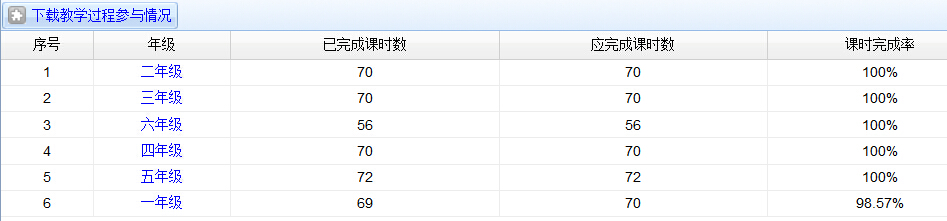 下载教学过程参与情况
序号 年级 已完成课时数 应完成课时数 课时完成率
1 二年级 70 70 100%
2 三年级 70 70 100%
3 六年级 56 56 100%
4 四年级 70 70 100%
5 五年级 72 72 100%
6 一年级 69 70 98.57%